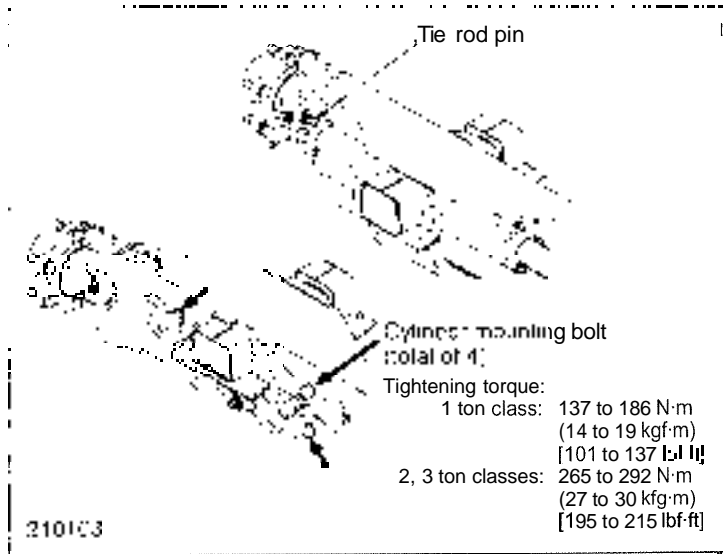 Tie rod pin
mounting bolt
(total of 4)
Tightening torque:
1 ton class: 137 to 186 N·m
(14 to 19 kgf·m)
[101 to 137
2, 3 ton classes: 265 to 292 N·m
(27 to 30 kfg·m)
[195 to 215 lbf·ft]